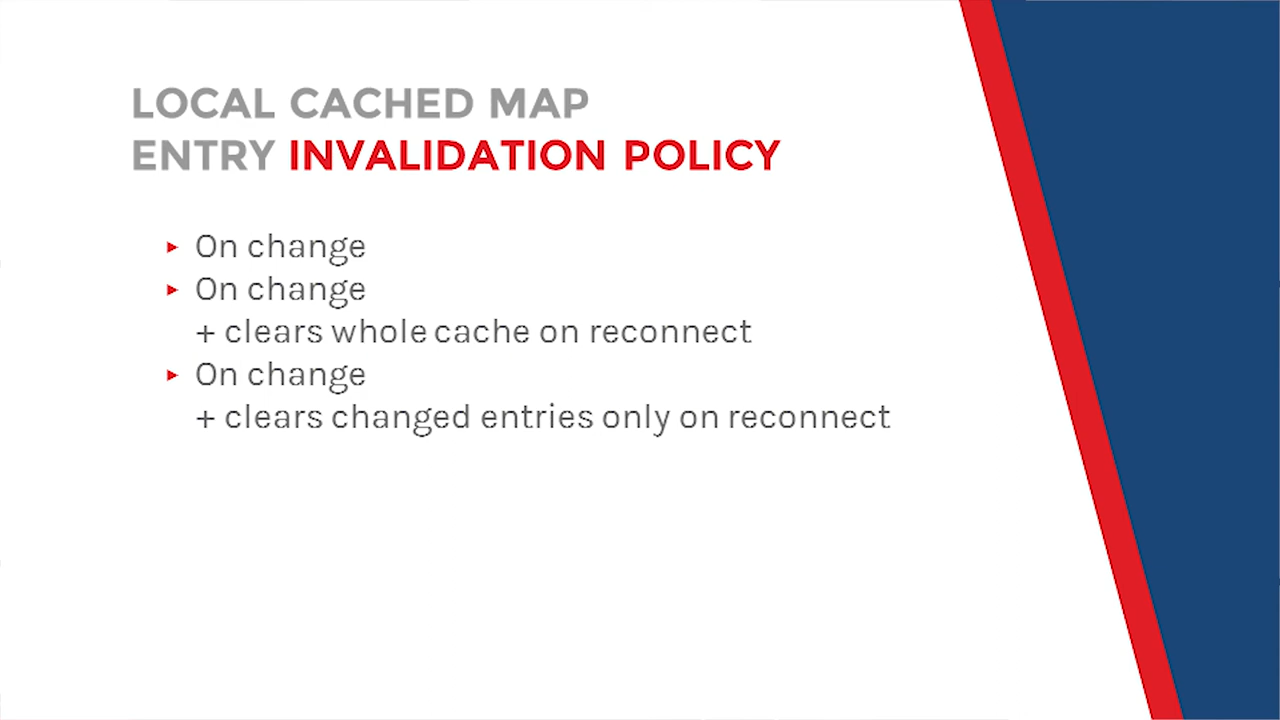 LOCAL CACHED MAP
ENTRY INVALIDATION POLICY
▸ On change
▸ On change
+ clears whole cache on reconnect
▸ On change
+ clears changed entries only on reconnect